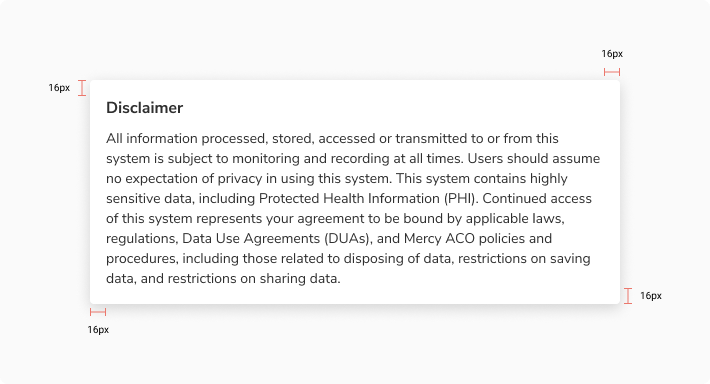 16px
16px
Disclaimer
All information processed, stored, accessed or transmitted to or from this
system is subject to monitoring and recording at all times. Users should assume
no expectation of privacy in using this system. This system contains highly
sensitive data, including Protected Health Information (PHI). Continued access
of this system represents your agreement to be bound by applicable laws,
regulations, Data Use Agreements (DUAs), and Mercy ACO policies and
procedures, including those related to disposing of data, restrictions on saving
data, and restrictions on sharing data.
16px
16px